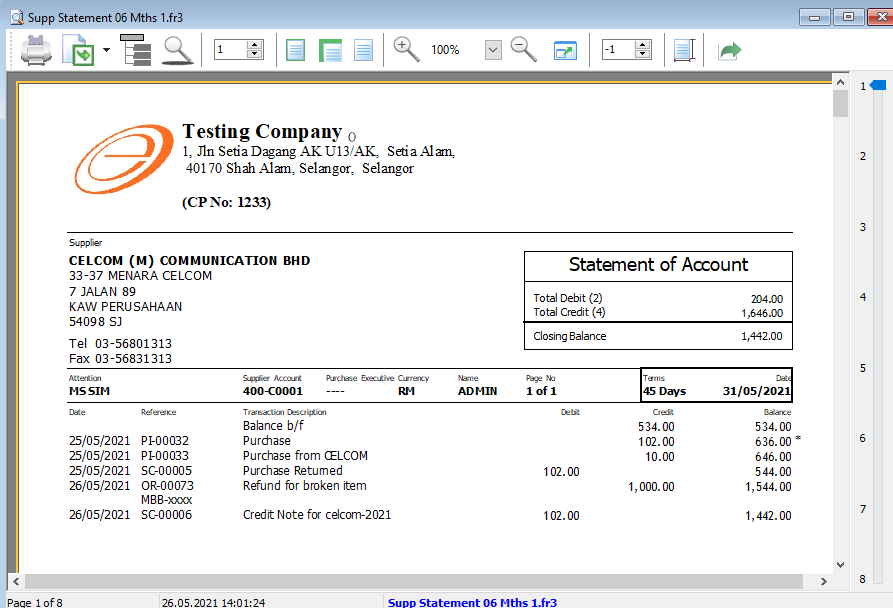 Supp Statement 06 Mths 1.fr3
1 100% -1
Testing Company ()
1, Jln Setia Dagang AK U13/AK, Setia Alam,
40170 Shah Alam, Selangor, Selangor
(CP No: 1233)
Supplier
CELCOM (M) COMMUNICATION BHD
33-37 MENARA CELCOM
7 JALAN 89
KAW PERUSAHAAN
54098 SJ
Tel 03-56801313
Fax 03-56831313
Statement of Account
Total Debit (2) 204.00
Total Credit (4) 1,646.00
Closing Balance 1,442.00
Attention Supplier Account Purchase Executive Currency Name Page No Terms Date
MS SIM 400-C0001 ---- RM ADMIN 1 of 1 45 Days 31/05/2021
Date Reference Transaction Description Debit Credit Balance
Balance b/f 534.00 534.00
25/05/2021 PI-00032 Purchase 102.00 636.00 *
25/05/2021 PI-00033 Purchase from CELCOM 10.00 646.00
25/05/2021 SC-00005 Purchase Returned 102.00 544.00
26/05/2021 OR-00073 Refund for broken item 1,000.00 1,544.00
MBB-xxxx
26/05/2021 SC-00006 Credit Note for celcom-2021 102.00 1,442.00
1
2
3
4
5
6
7
8
Page 1 of 8 26.05.2021 14:01:24 Supp Statement 06 Mths 1.fr3